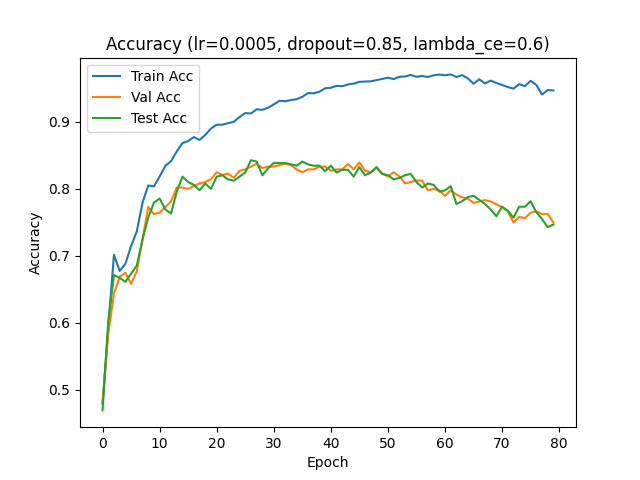 Accuracy (lr=0.0005, dropout=0.85, lambda_ce=0.6)
Train Acc
Val Acc
Test Acc
0.9
0.8
0.7
0.6
0.5
Accuracy
0 10 20 30 40 50 60 70 80
Epoch